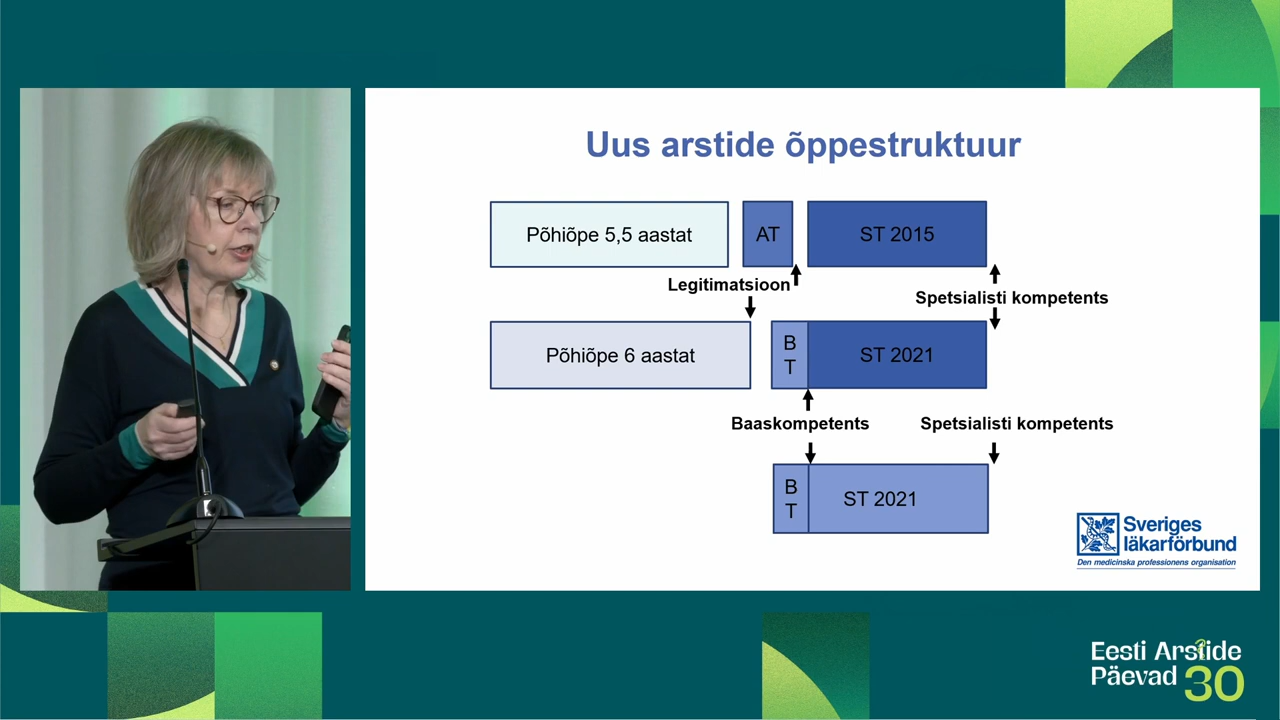 Uus arstide õppestruktuur
Põhiõpe 5,5 aastat
AT
ST 2015
Legitimatsioon
Spetsialisti kompetents
Põhiõpe 6 aastat
B
T
ST 2021
Baaskompetents
Spetsialisti kompetents
B
T
ST 2021
Sveriges
läkarförbund
Den medicinska professionens organisation
Eesti Arstide
Päevad 30